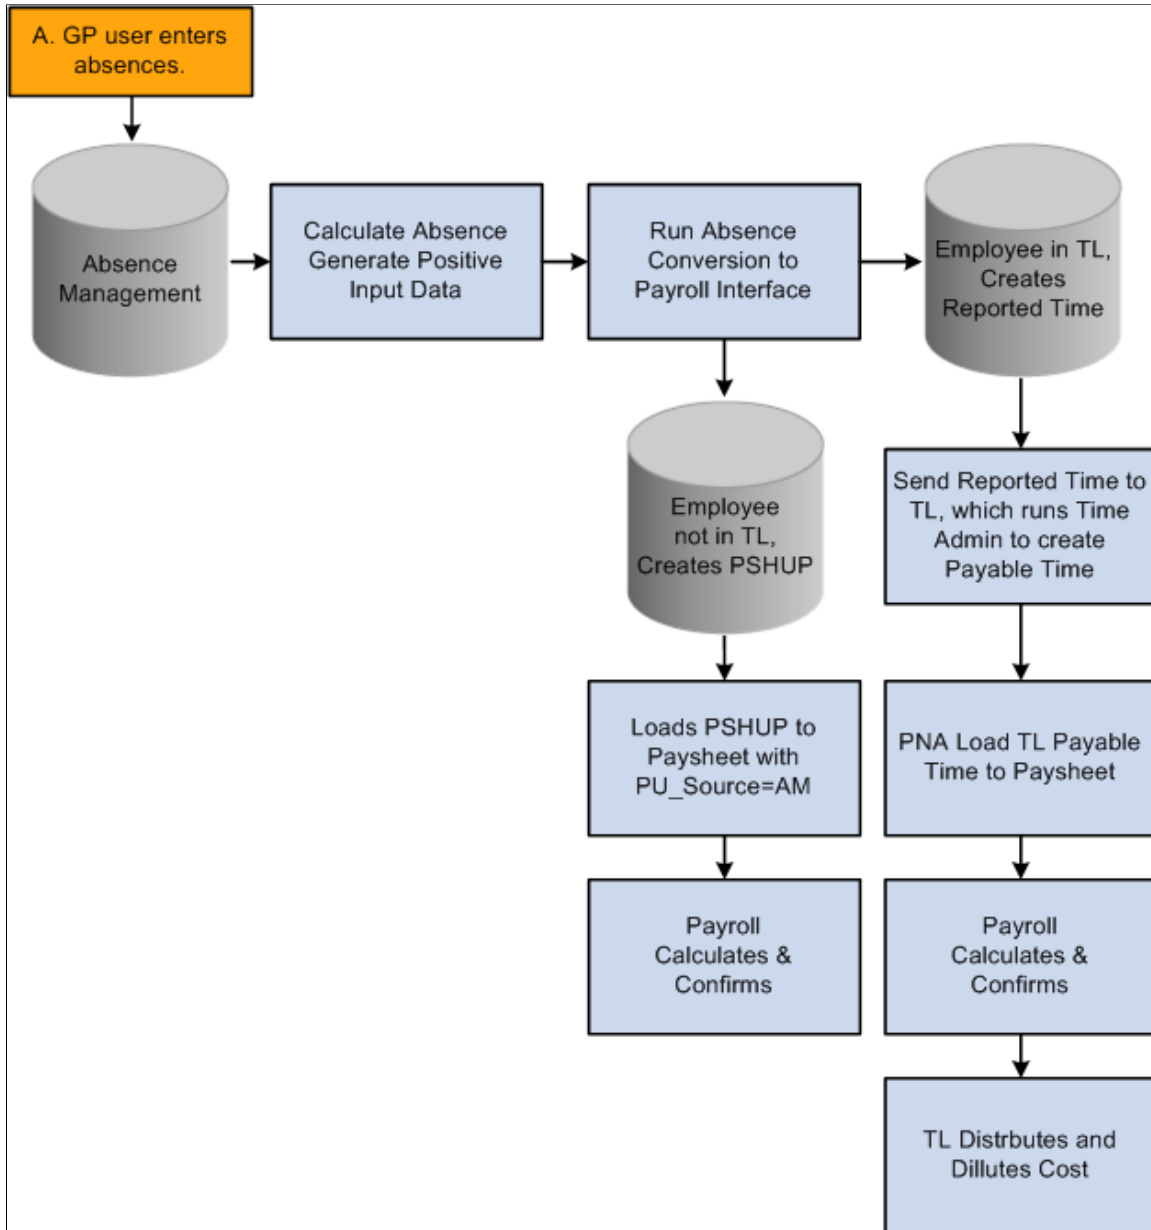 A. GP user enters
absences.
Absence
Management
Calculate Absence
Generate Positive
Input Data
Run Absence
Conversion to
Payroll Interface
Employee in TL,
Creates
Reported Time
Employee
not in TL,
Creates PSHUP
Send Reported Time to
TL, which runs Time
Admin to create
Payable Time
Loads PSHUP to
Paysheet with
PU_Source=AM
PNA Load TL Payable
Time to Paysheet
Payroll
Calculates &
Confirms
Payroll
Calculates &
Confirms
TL Distrbutes and
Dillutes Cost